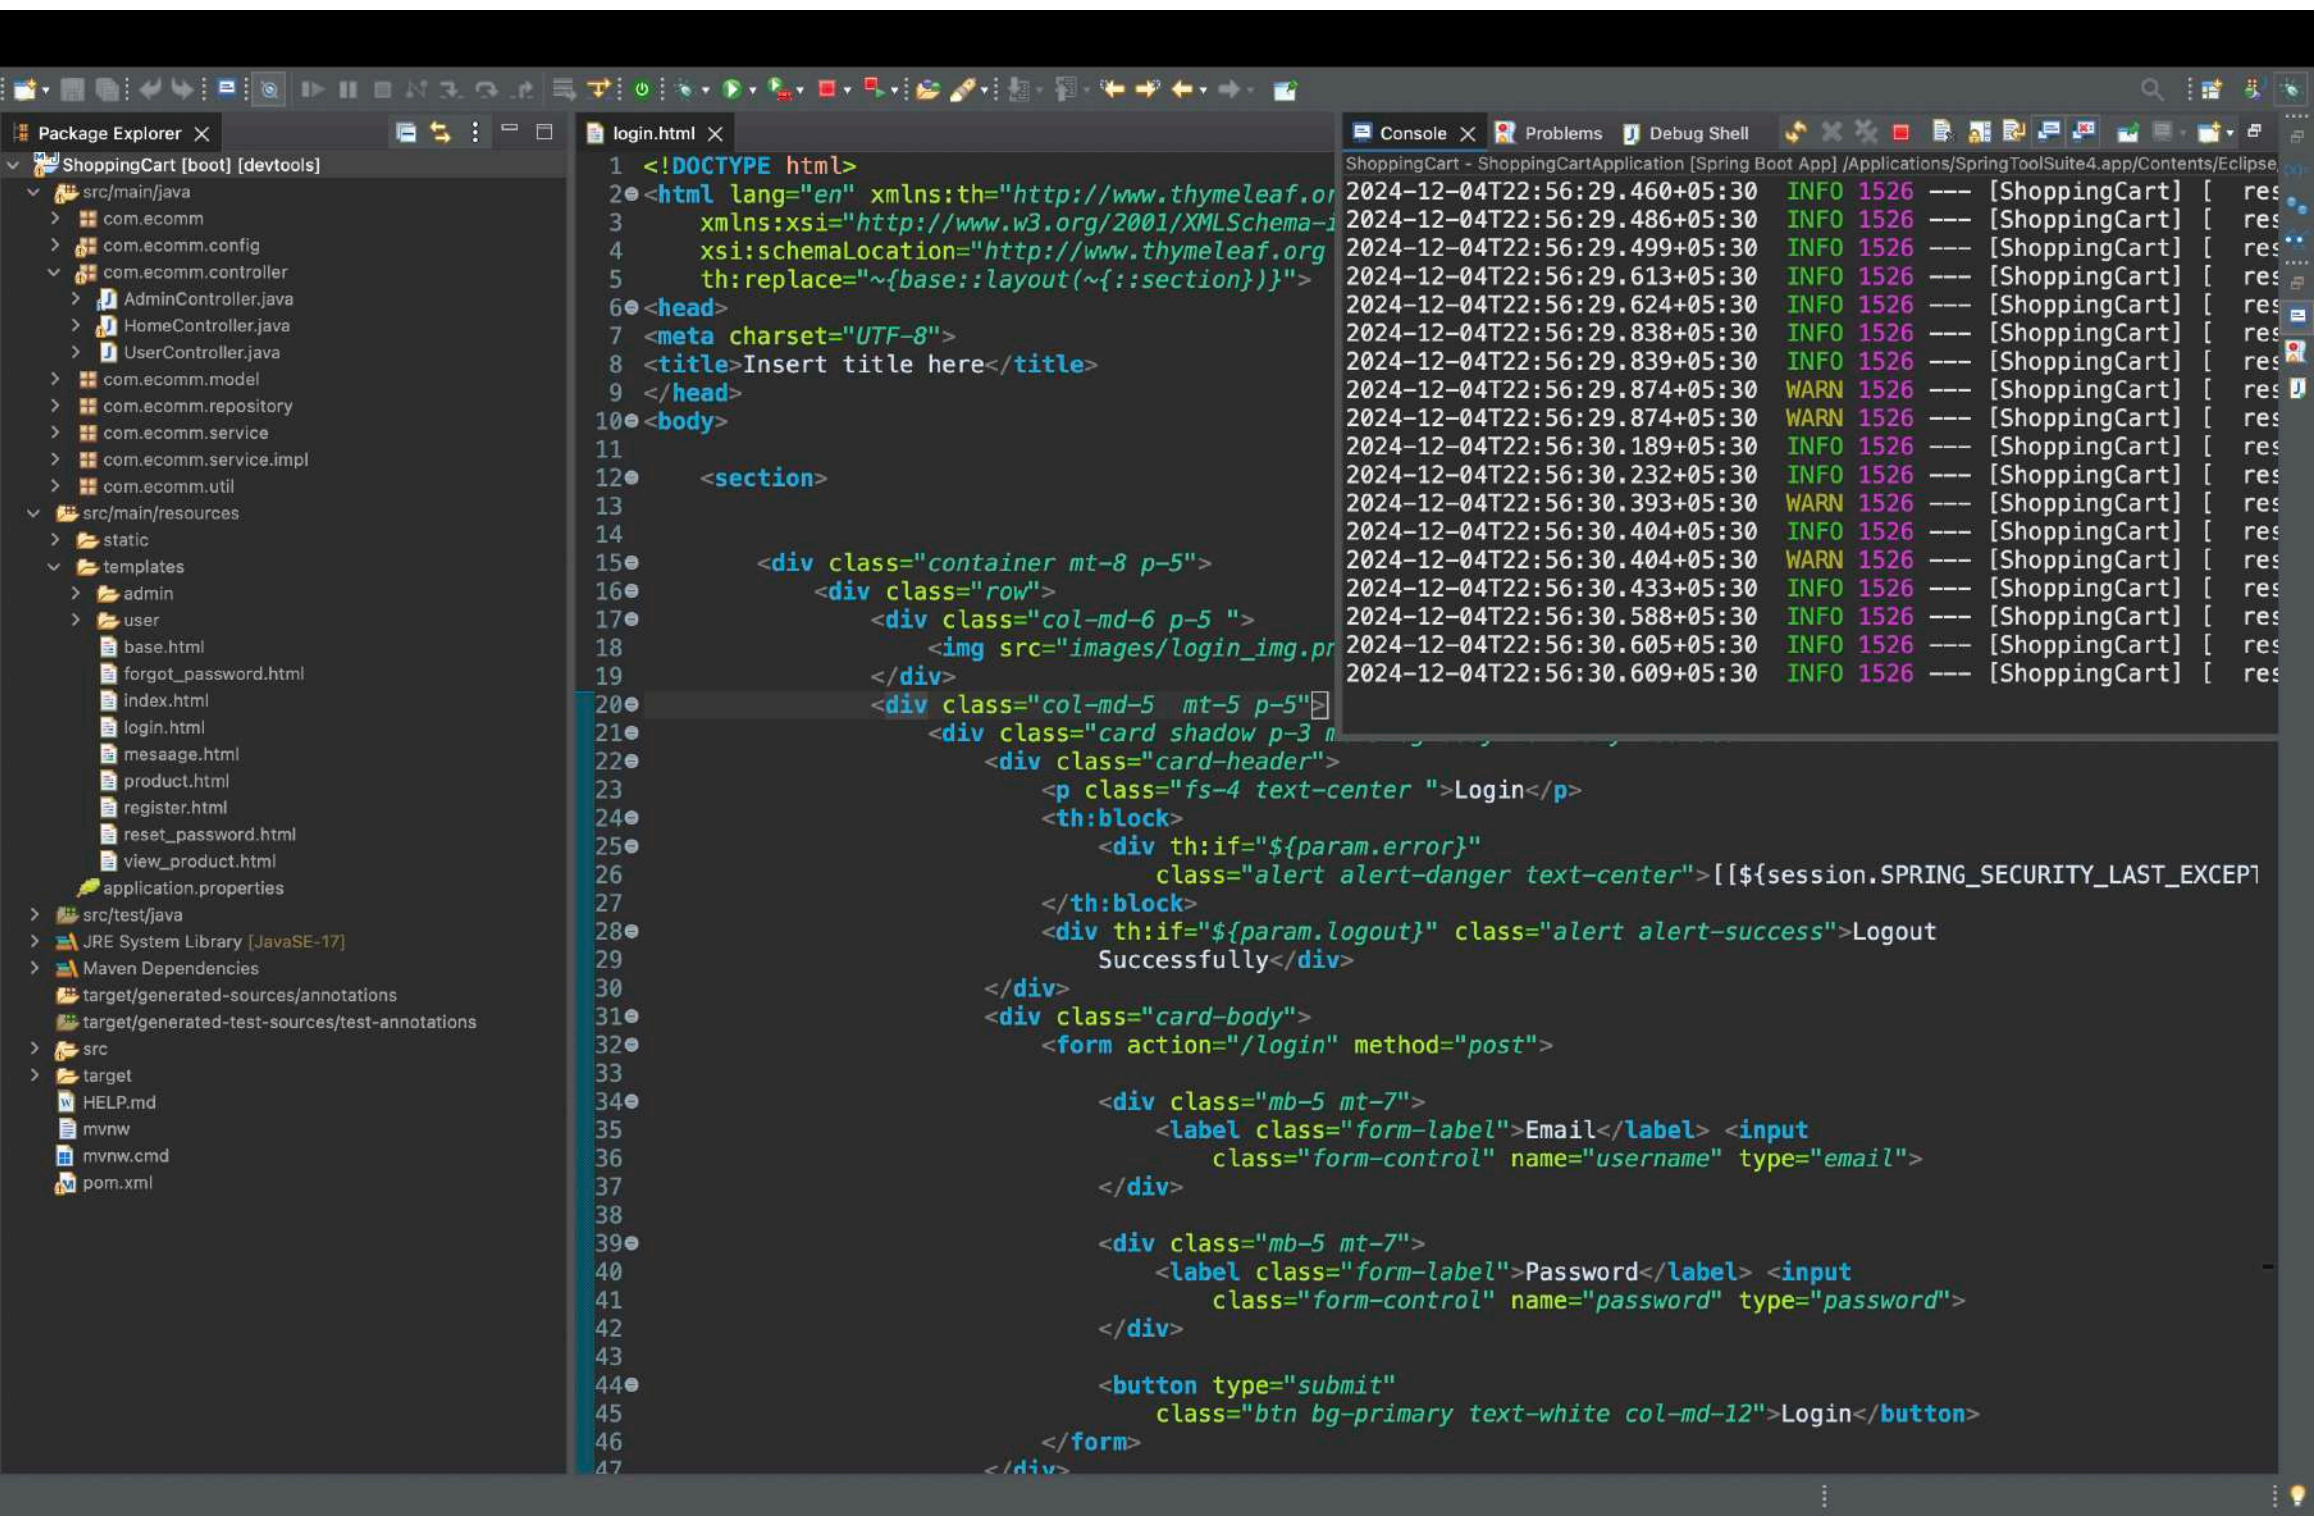 Package Explorer
ShoppingCart [boot] [devtools]
src/main/java
com.ecomm
com.ecomm.config
com.ecomm.controller
AdminController.java
HomeController.java
UserController.java
com.ecomm.model
com.ecomm.repository
com.ecomm.service
com.ecomm.service.impl
com.ecomm.util
src/main/resources
static
templates
admin
user
base.html
forgot_password.html
index.html
login.html
mesaage.html
product.html
register.html
reset_password.html
view_product.html
application.properties
src/test/java
JRE System Library [JavaSE-17]
Maven Dependencies
target/generated-sources/annotations
target/generated-test-sources/test-annotations
src
target
HELP.md
mvnw
mvnw.cmd
pom.xml
login.html
1 <!DOCTYPE html>
2 <html lang="en" xmlns:th="http://www.thymeleaf.or
3 xmlns:xsi="http://www.w3.org/2001/XMLSchema-i
4 xsi:schemaLocation="http://www.thymeleaf.org
5 th:replace="~{base::layout(~{::section})}">
6 <head>
7 <meta charset="UTF-8">
8 <title>Insert title here</title>
9 </head>
10 <body>
11
12 <section>
13
14
15 <div class="container mt-8 p-5">
16 <div class="row">
17 <div class="col-md-6 p-5 ">
18 <img src="images/login_img.pn
19 </div>
20 <div class="col-md-5  mt-5 p-5">
21 <div class="card shadow p-3
22 <div class="card-header">
23 <p class="fs-4 text-center ">Login</p>
24 <th:block>
25 <div th:if="${param.error}"
26 class="alert alert-danger text-center">[[${session.SPRING_SECURITY_LAST_EXCEPT
27 </th:block>
28 <div th:if="${param.logout}" class="alert alert-success">Logout
29 Successfully</div>
30 </div>
31 <div class="card-body">
32 <form action="/login" method="post">
33
34 <div class="mb-5 mt-7">
35 <label class="form-label">Email</label> <input
36 class="form-control" name="username" type="email">
37 </div>
38
39 <div class="mb-5 mt-7">
40 <label class="form-label">Password</label> <input
41 class="form-control" name="password" type="password">
42 </div>
43
44 <button type="submit"
45 class="btn bg-primary text-white col-md-12">Login</button>
46 </form>
47 </div>
Console Problems Debug Shell
ShoppingCart - ShoppingCartApplication [Spring Boot App] /Applications/SpringToolSuite4.app/Contents/Eclipse
2024-12-04T22:56:29.460+05:30 INFO 1526 --- [ShoppingCart] [ res
2024-12-04T22:56:29.486+05:30 INFO 1526 --- [ShoppingCart] [ res
2024-12-04T22:56:29.499+05:30 INFO 1526 --- [ShoppingCart] [ res
2024-12-04T22:56:29.613+05:30 INFO 1526 --- [ShoppingCart] [ res
2024-12-04T22:56:29.624+05:30 INFO 1526 --- [ShoppingCart] [ res
2024-12-04T22:56:29.838+05:30 INFO 1526 --- [ShoppingCart] [ res
2024-12-04T22:56:29.839+05:30 INFO 1526 --- [ShoppingCart] [ res
2024-12-04T22:56:29.874+05:30 WARN 1526 --- [ShoppingCart] [ res
2024-12-04T22:56:29.874+05:30 WARN 1526 --- [ShoppingCart] [ res
2024-12-04T22:56:30.189+05:30 INFO 1526 --- [ShoppingCart] [ res
2024-12-04T22:56:30.232+05:30 INFO 1526 --- [ShoppingCart] [ res
2024-12-04T22:56:30.393+05:30 WARN 1526 --- [ShoppingCart] [ res
2024-12-04T22:56:30.404+05:30 INFO 1526 --- [ShoppingCart] [ res
2024-12-04T22:56:30.404+05:30 WARN 1526 --- [ShoppingCart] [ res
2024-12-04T22:56:30.433+05:30 INFO 1526 --- [ShoppingCart] [ res
2024-12-04T22:56:30.588+05:30 INFO 1526 --- [ShoppingCart] [ res
2024-12-04T22:56:30.605+05:30 INFO 1526 --- [ShoppingCart] [ res
2024-12-04T22:56:30.609+05:30 INFO 1526 --- [ShoppingCart] [ res